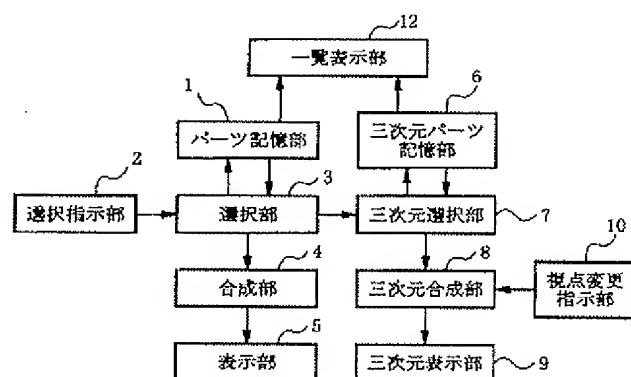 12
一覧表示部
1
6
パーツ記憶部
三次元パーツ
記憶部
2
3
選択指示部
選択部
三次元選択部
7
10
4
8
合成部
三次元合成部
視点変更
指示部
5
表示部
三次元表示部
9